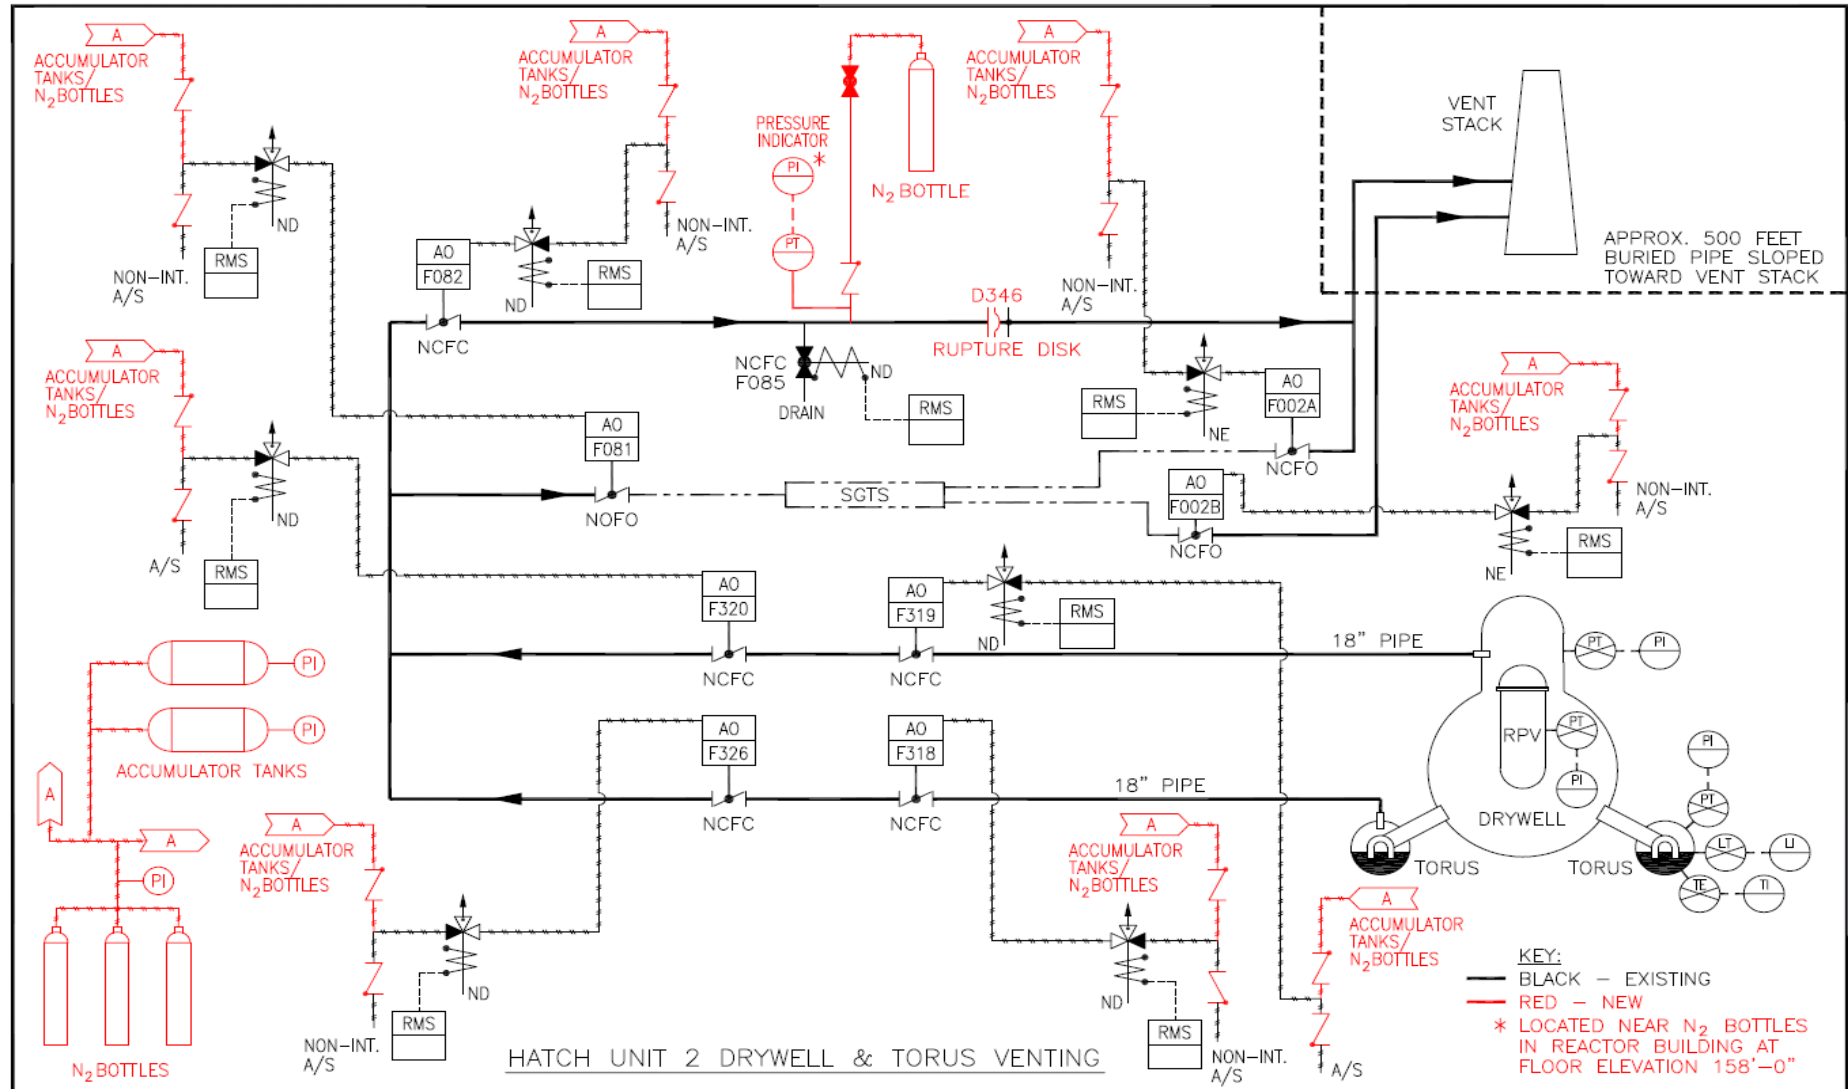 A
ACCUMULATOR
TANKS/
N2 BOTTLES
NON-INT.
A/S
ND
RMS
A
ACCUMULATOR
TANKS/
N2 BOTTLES
NON-INT.
A/S
AO
F082
NCFC
ND
RMS
PRESSURE
INDICATOR
*
PI
PT
N2 BOTTLE
A
ACCUMULATOR
TANKS/
N2 BOTTLES
NON-INT.
A/S
D346
RUPTURE DISK
VENT
STACK
APPROX. 500 FEET
BURIED PIPE SLOPED
TOWARD VENT STACK
A
ACCUMULATOR
TANKS/
N2 BOTTLES
A/S
ND
RMS
AO
F081
NOFO
NCFC
F085
ND
DRAIN
RMS
SGTS
RMS
NE
AO
F002A
NCFO
AO
F002B
NCFO
A
ACCUMULATOR
TANKS/
N2 BOTTLES
NON-INT.
A/S
NE
RMS
AO
F320
NCFC
AO
F319
NCFC
ND
RMS
18" PIPE
AO
F326
NCFC
AO
F318
NCFC
18" PIPE
PT
PI
RPV
PT
PI
DRYWELL
TORUS
TORUS
PI
PT
LT
LI
TE
TI
PI
PI
ACCUMULATOR TANKS
A
A
PI
N2 BOTTLES
A
ACCUMULATOR
TANKS/
N2 BOTTLES
NON-INT.
A/S
RMS
ND
A
ACCUMULATOR
TANKS/
N2 BOTTLES
ND
RMS
NON-INT.
A/S
A
ACCUMULATOR
TANKS/
N2 BOTTLES
A/S
HATCH UNIT 2 DRYWELL & TORUS VENTING
KEY:
BLACK - EXISTING
RED - NEW
* LOCATED NEAR N2 BOTTLES
IN REACTOR BUILDING AT
FLOOR ELEVATION 158'-0"